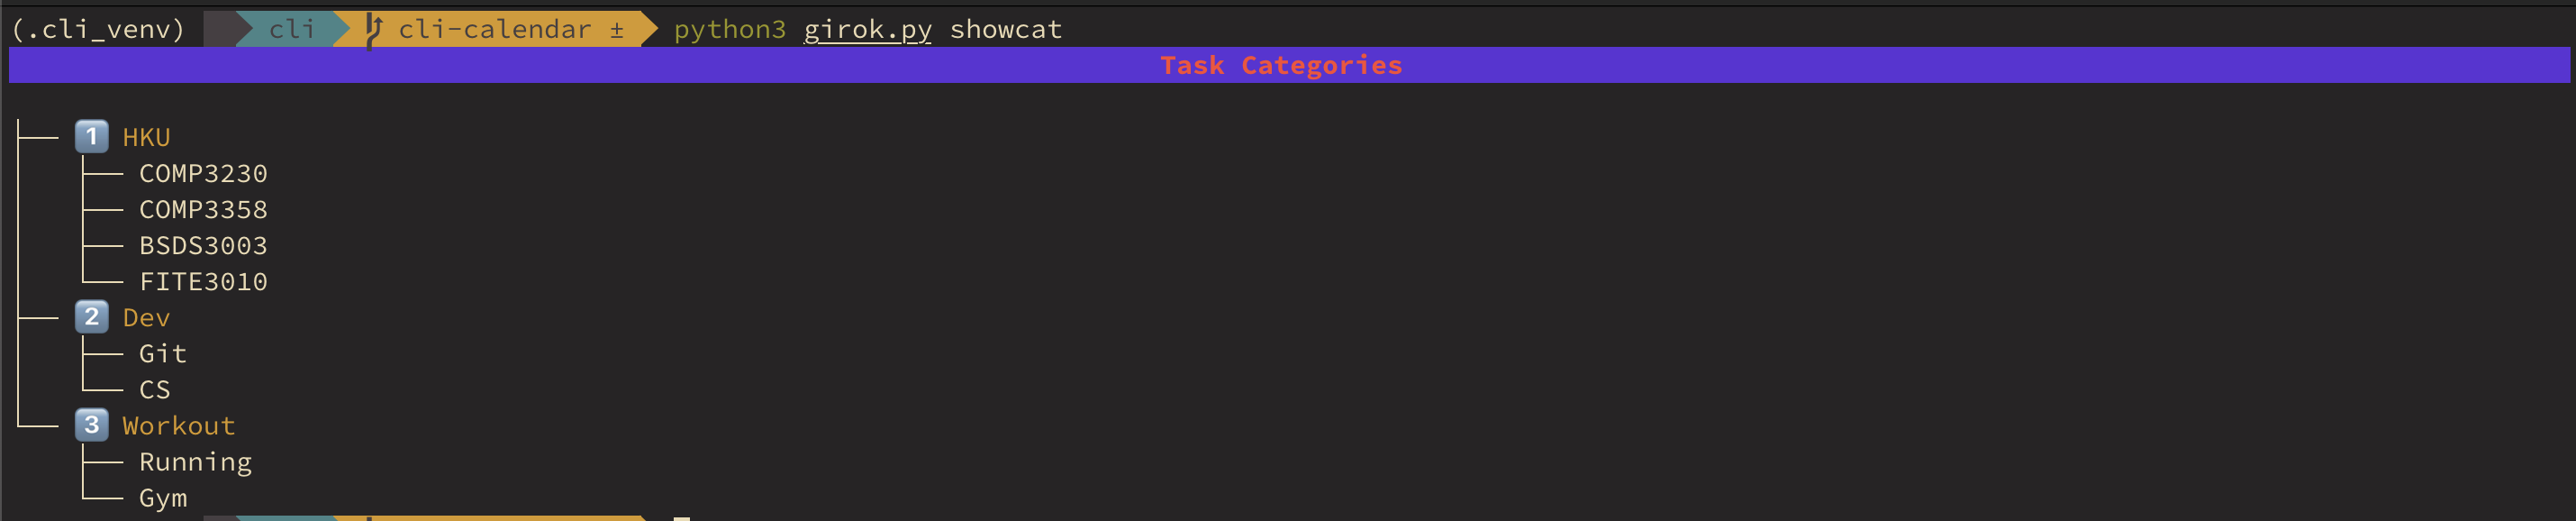 (.cli_venv) cli cli-calendar ± python3 girok.py showcat
Task Categories
1 HKU
COMP3230
COMP3358
BSDS3003
FITE3010
2 Dev
Git
CS
3 Workout
Running
Gym